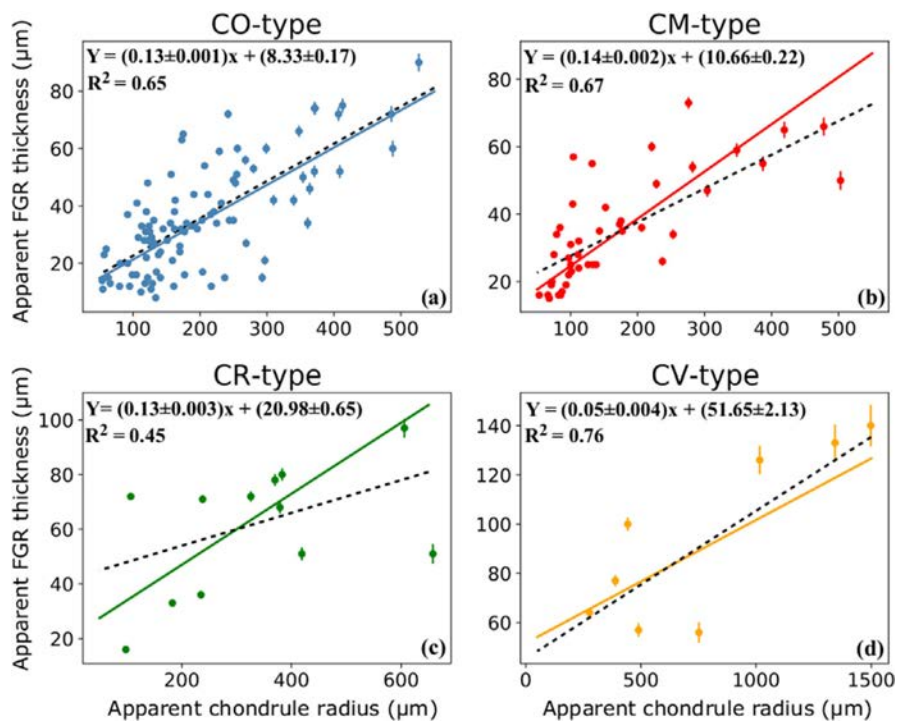 CO-type
Y = (0.13±0.001)x + (8.33±0.17)
R² = 0.65
80
60
40
20
100 200 300 400 500
Apparent FGR thickness (μm)
(a)
CM-type
Y = (0.14±0.002)x + (10.66±0.22)
R² = 0.67
80
60
40
20
100 200 300 400 500
(b)
CR-type
Y= (0.13±0.003)x + (20.98±0.65)
R² = 0.45
100
80
60
40
20
200 400 600
Apparent FGR thickness (μm)
Apparent chondrule radius (μm)
(c)
CV-type
Y = (0.05±0.004)x + (51.65±2.13)
R² = 0.76
140
120
100
80
60
500 1000 1500
Apparent chondrule radius (μm)
(d)